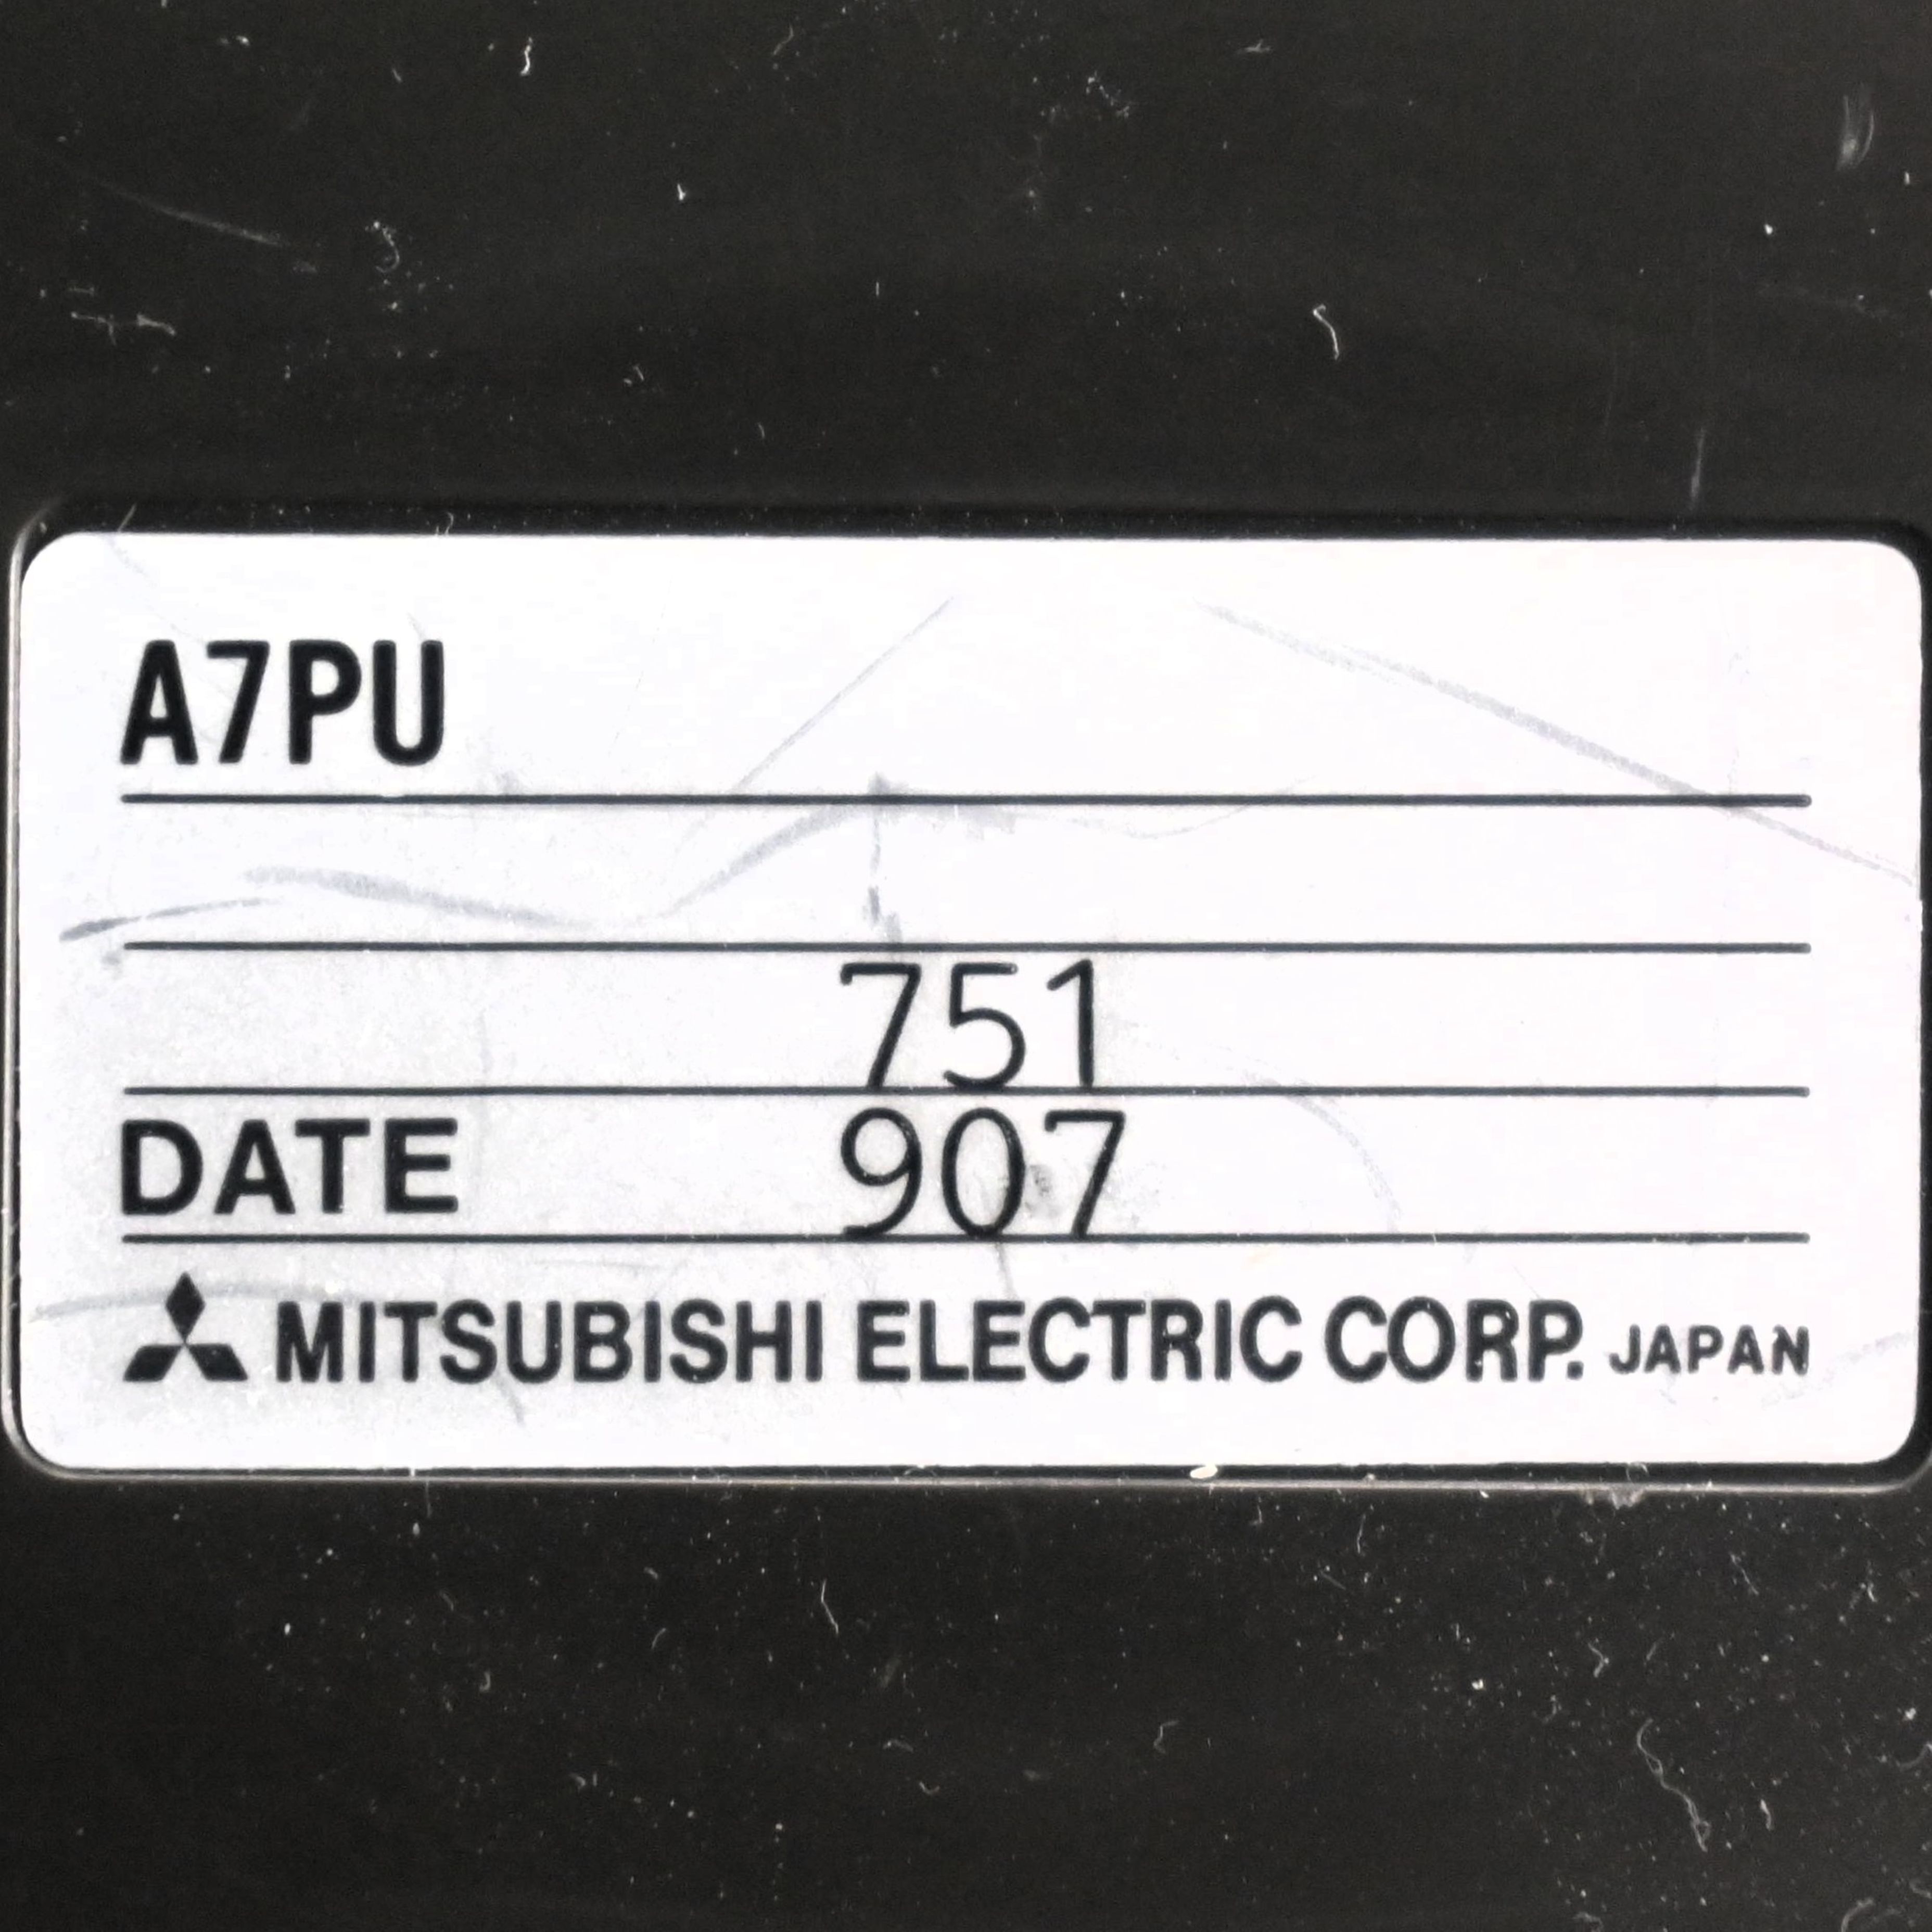 A7PU
751
DATE 907
MITSUBISHI ELECTRIC CORP. JAPAN